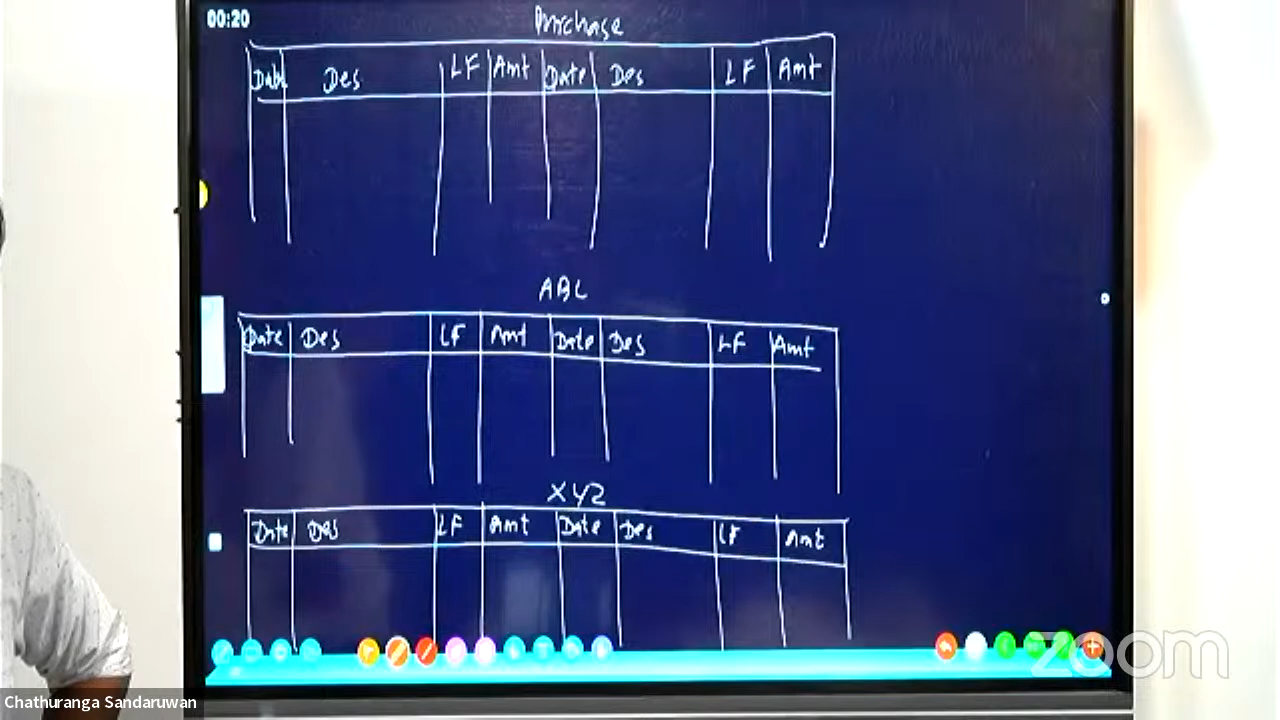 00:20
Purchase
Date Des LF Amt Date Des LF Amt
ABC
Date Des LF Amt Date Des LF Amt
XYZ
Date Des LF Amt Date Des LF Amt
zoom
Chathuranga Sandaruwan